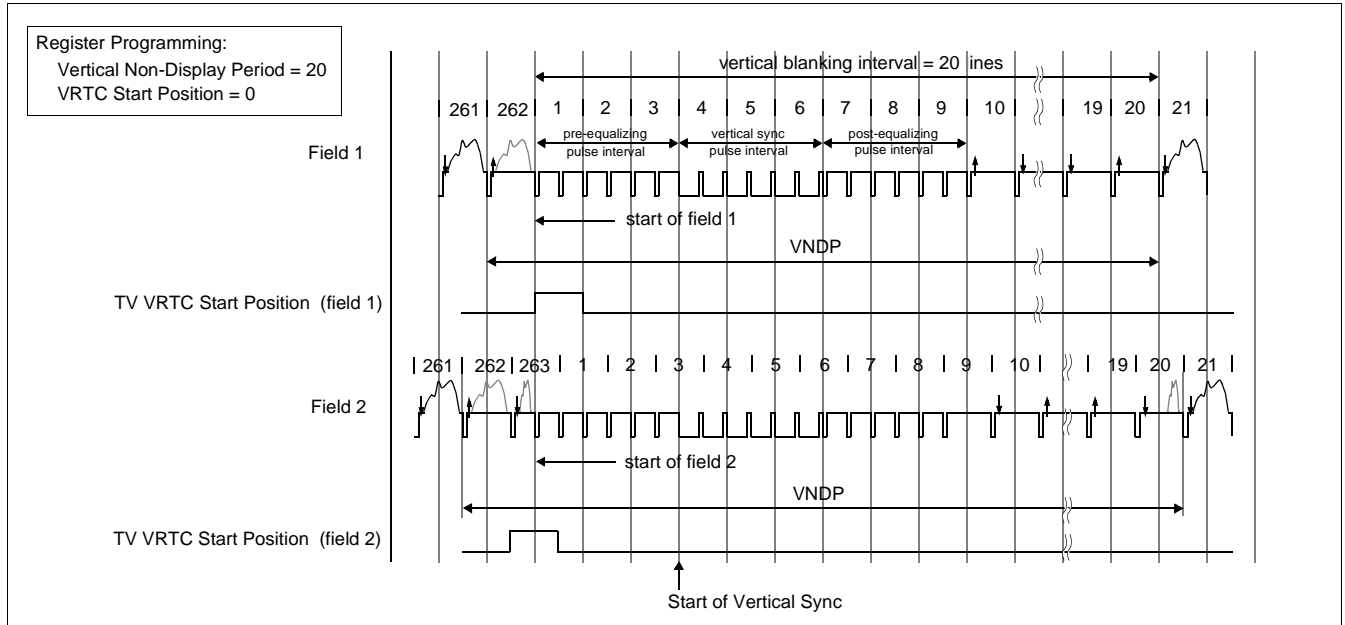 Register Programming:
Vertical Non-Display Period = 20
VRTC Start Position = 0
vertical blanking interval = 20 ines
261 262 1 2 3 4 5 6 7 8 9 10 19 20 21
pre-equalizing pulse interval
vertical sync pulse interval
post-equalizing pulse interval
Field 1
start of field 1
VNDP
TV VRTC Start Position (field 1)
261 262 263 1 2 3 4 5 6 7 8 9 10 19 20 21
Field 2
start of field 2
VNDP
TV VRTC Start Position (field 2)
Start of Vertical Sync